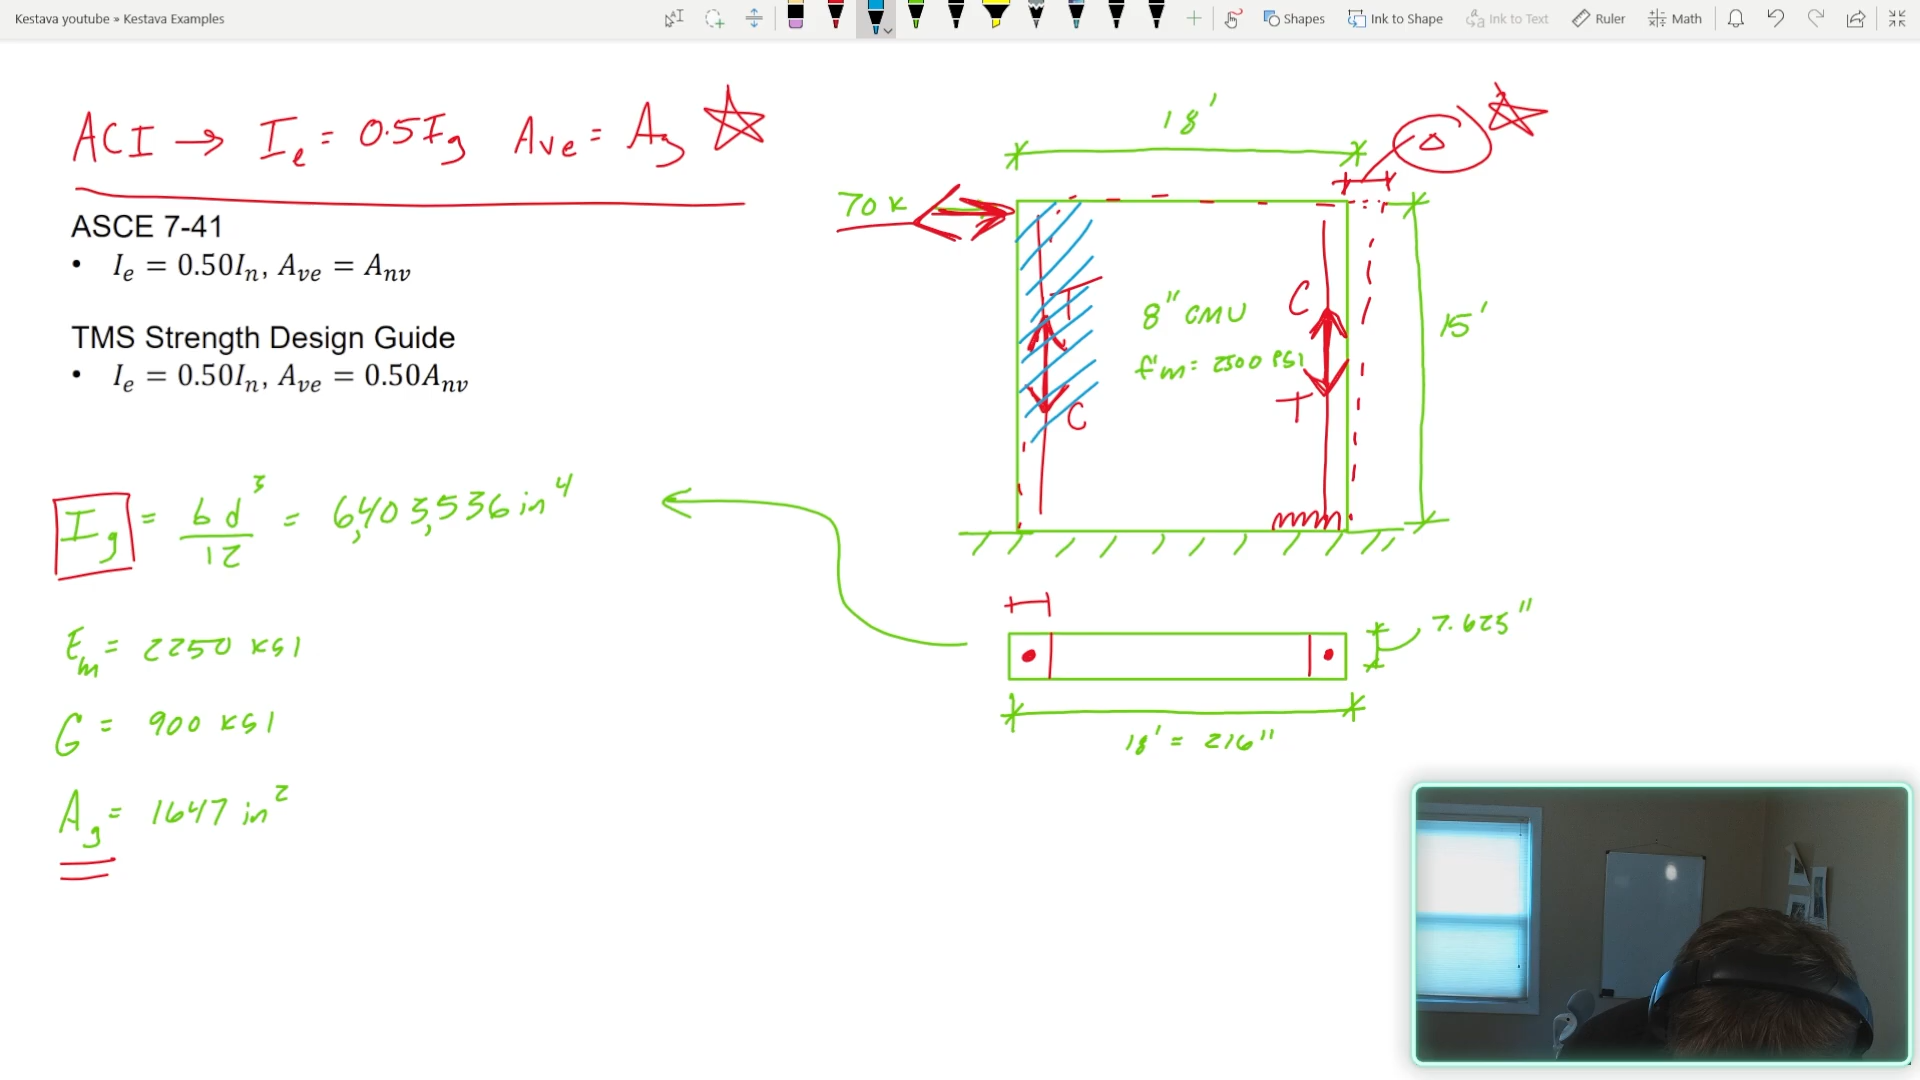 Kestava youtube » Kestava Examples
Shapes
Ink to Shape
Ink to Text
Ruler
Math
ACI → Ie = 0.5Ig Ave = Ag
ASCE 7-41
• Ie = 0.50In, Ave = Anv
TMS Strength Design Guide
• Ie = 0.50In, Ave = 0.50Anv
Ig = bd³/12 = 6,403,536 in⁴
Em = 2250 KSI
G = 900 KSI
Ag = 1647 in²
18'
Δ
70 K
T
C
8" CMU
f'm = 2500 PSI
C
T
15'
7.625"
18' = 216"